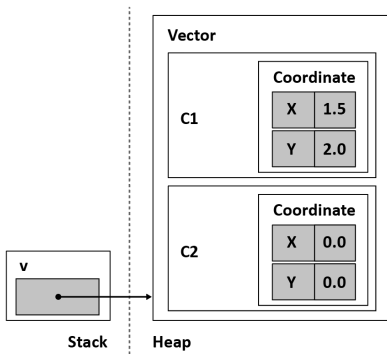 Vector
Coordinate
X 1.5
C1
Y 2.0
Coordinate
X 0.0
C2
Y 0.0
v
Stack Heap